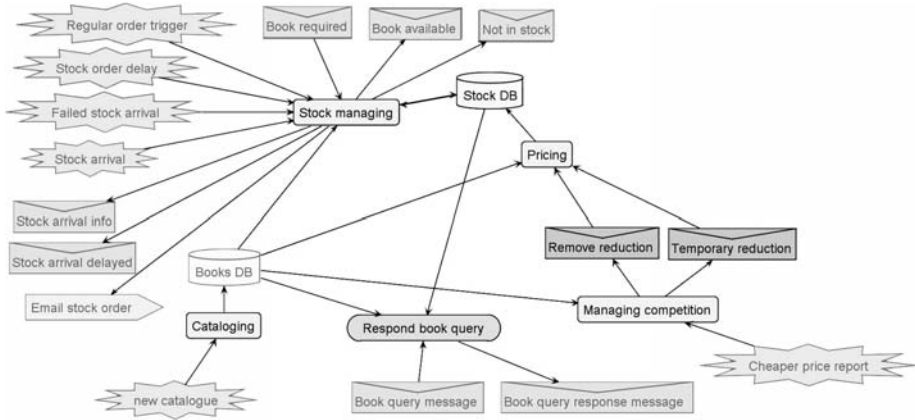 Regular order trigger
Book required
Book available
Not in stock
Stock order delay
Stock DB
Failed stock arrival
Stock managing
Stock arrival
Pricing
Stock arrival info
Remove reduction
Temporary reduction
Stock arrival delayed
Books DB
Email stock order
Managing competition
Cataloging
Respond book query
Cheaper price report
new catalogue
Book query message
Book query response message